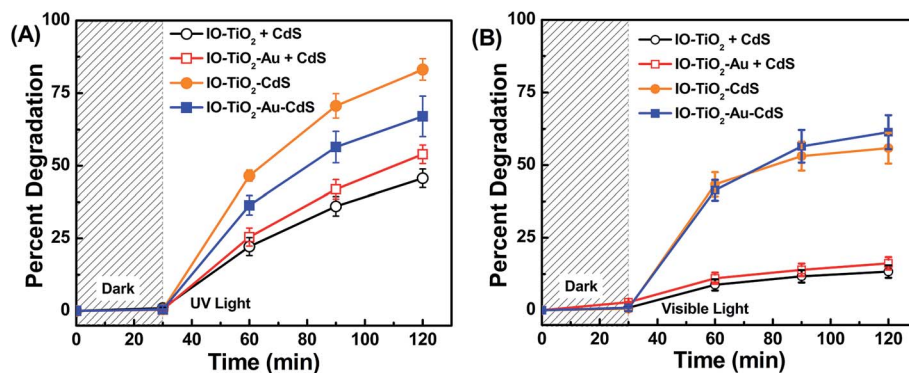 (A)
100
75
50
25
0
Percent Degradation
IO-TiO₂ + CdS
IO-TiO₂-Au + CdS
IO-TiO₂-CdS
IO-TiO₂-Au-CdS
Dark
UV Light
0 20 40 60 80 100 120
Time (min)
(B)
100
75
50
25
0
Percent Degradation
IO-TiO₂ + CdS
IO-TiO₂-Au + CdS
IO-TiO₂-CdS
IO-TiO₂-Au-CdS
Dark
Visible Light
0 20 40 60 80 100 120
Time (min)